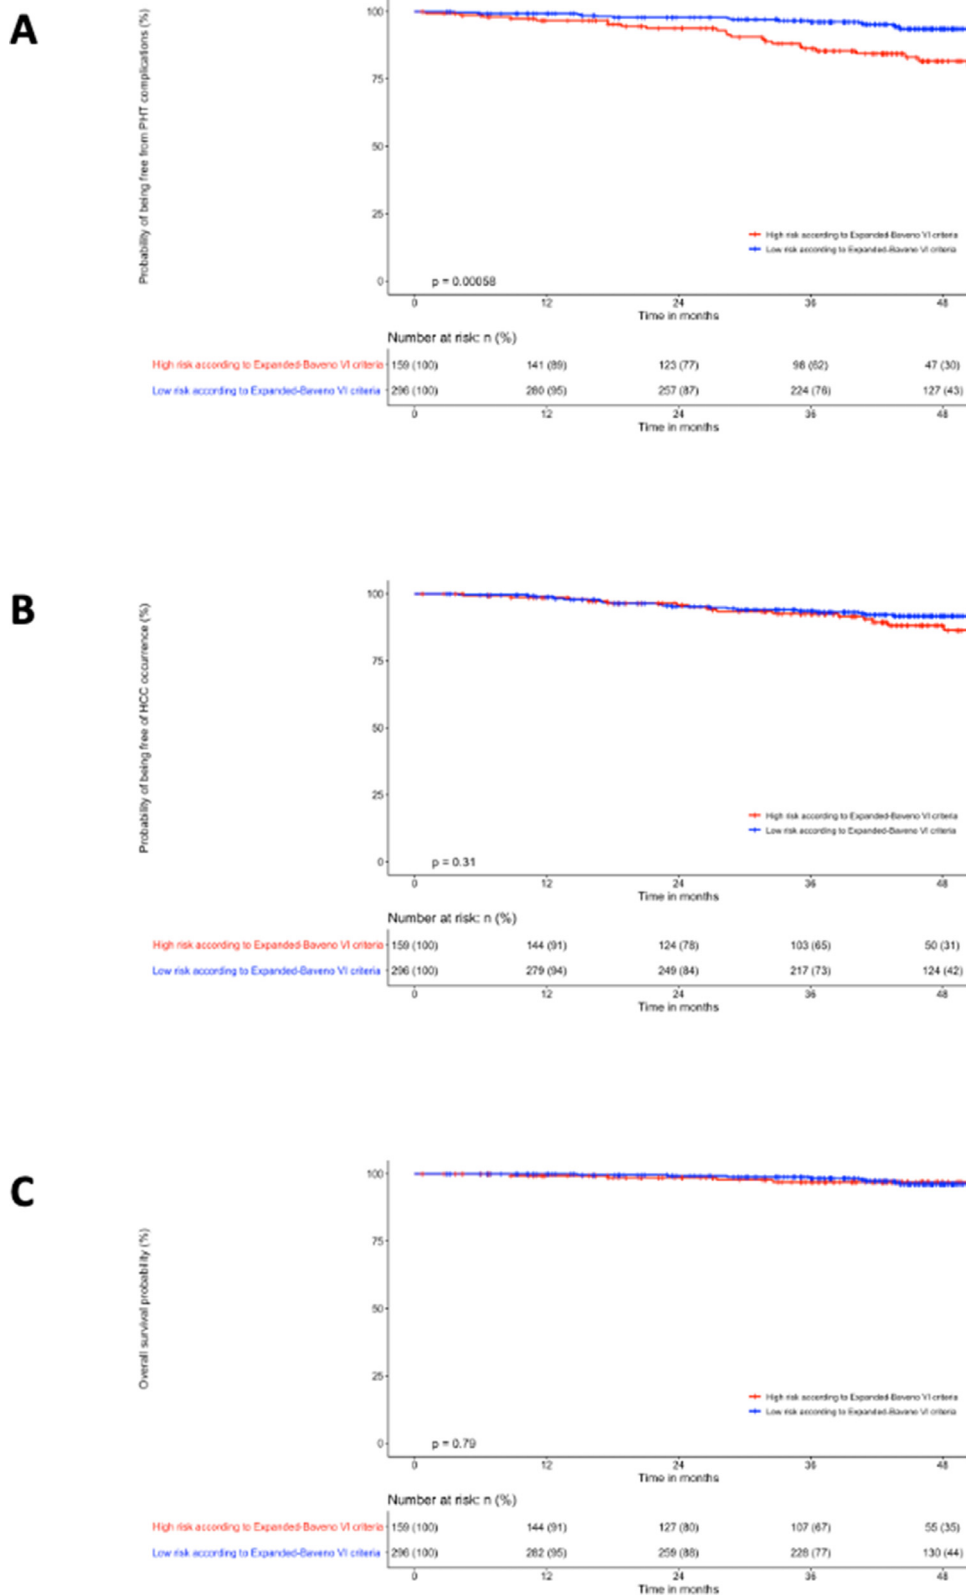 A
Probability of being free from PHT complications (%)
100
75
50
25
0
High risk according to Expanded-Baveno VI criteria
Low risk according to Expanded-Baveno VI criteria
p = 0.00058
0 12 24 36 48
Time in months
Number at risk: n (%)
High risk according to Expanded-Baveno VI criteria 159 (100) 141 (89) 123 (77) 98 (62) 47 (30)
Low risk according to Expanded-Baveno VI criteria 296 (100) 280 (95) 257 (87) 224 (76) 127 (43)
0 12 24 36 48
Time in months
B
Probability of being free of HCC occurrence (%)
100
75
50
25
0
High risk according to Expanded-Baveno VI criteria
Low risk according to Expanded-Baveno VI criteria
p = 0.31
0 12 24 36 48
Time in months
Number at risk: n (%)
High risk according to Expanded-Baveno VI criteria 159 (100) 144 (91) 124 (78) 103 (65) 50 (31)
Low risk according to Expanded-Baveno VI criteria 296 (100) 279 (94) 249 (84) 217 (73) 124 (42)
0 12 24 36 48
Time in months
C
Overall survival probability (%)
100
75
50
25
0
High risk according to Expanded-Baveno VI criteria
Low risk according to Expanded-Baveno VI criteria
p = 0.79
0 12 24 36 48
Time in months
Number at risk: n (%)
High risk according to Expanded-Baveno VI criteria 159 (100) 144 (91) 127 (80) 107 (67) 55 (35)
Low risk according to Expanded-Baveno VI criteria 296 (100) 282 (95) 259 (88) 228 (77) 130 (44)
0 12 24 36 48
Time in months